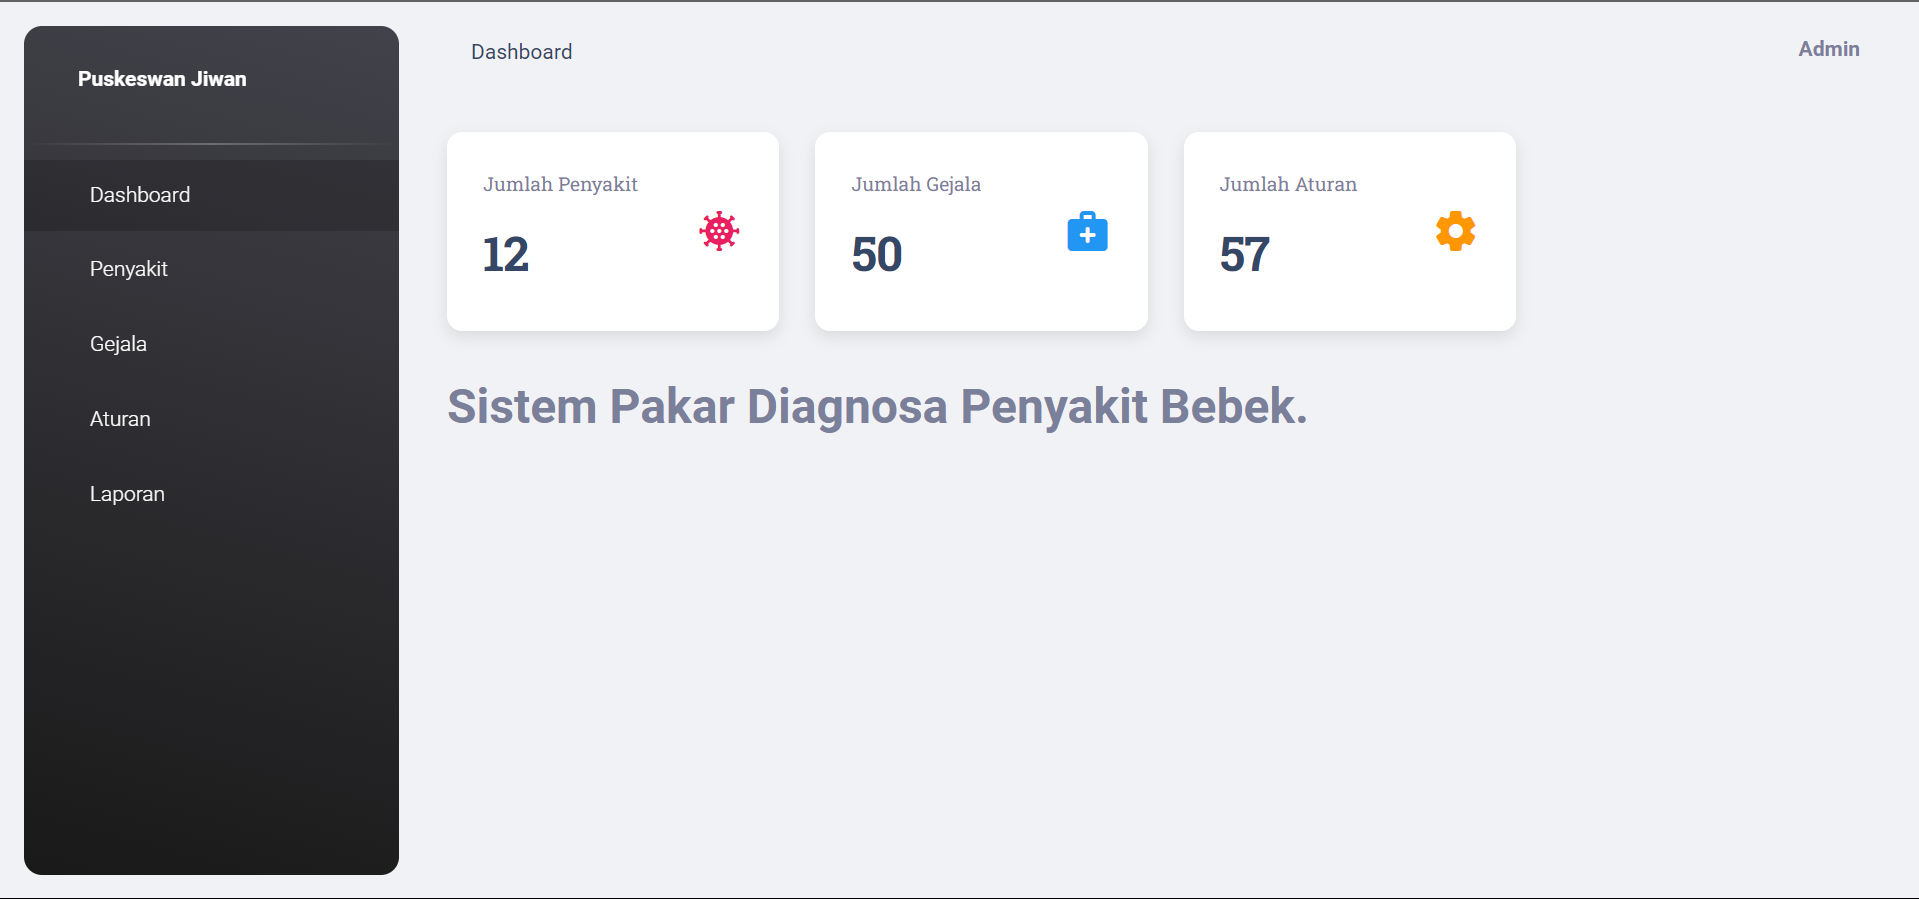 Puskeswan Jiwan
Dashboard
Penyakit
Gejala
Aturan
Laporan
Dashboard
Admin
Jumlah Penyakit
12
Jumlah Gejala
50
Jumlah Aturan
57
Sistem Pakar Diagnosa Penyakit Bebek.